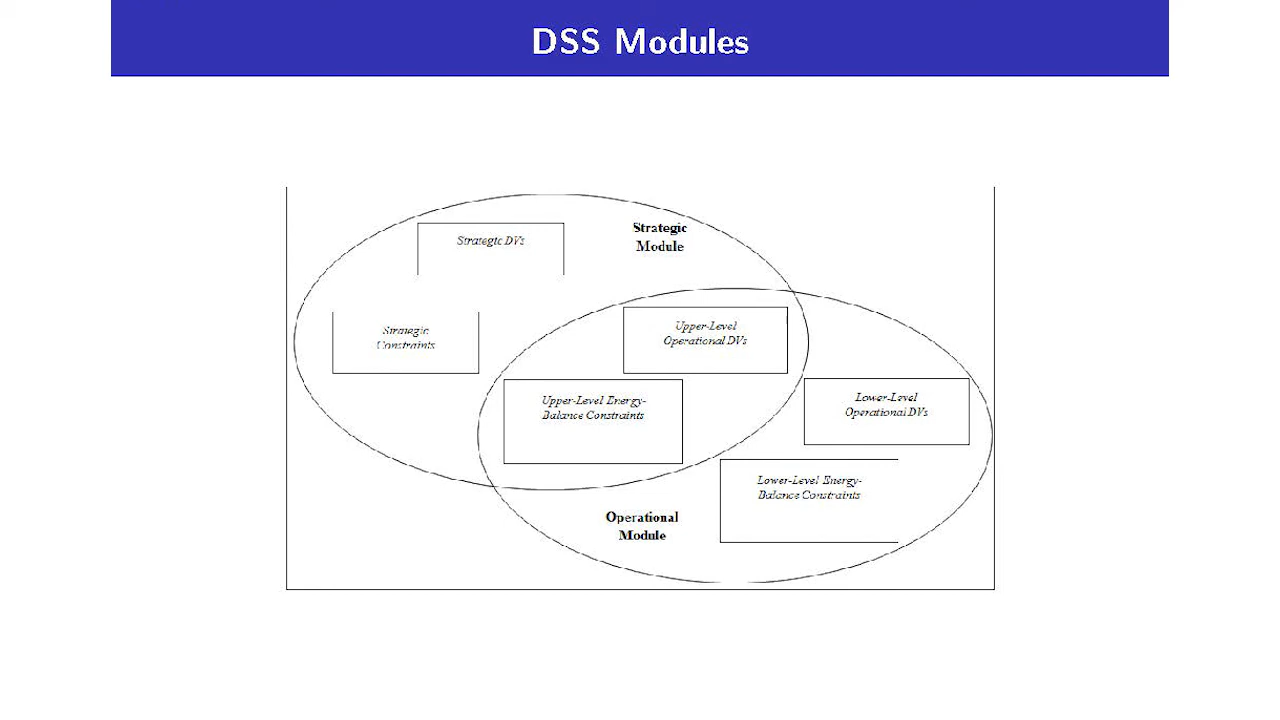 DSS Modules
Strategic
Module
Strategic DVs
Strategic
Constraints
Upper-Level
Operational DVs
Upper-Level Energy-
Balance Constraints
Lower-Level
Operational DVs
Lower-Level Energy-
Balance Constraints
Operational
Module